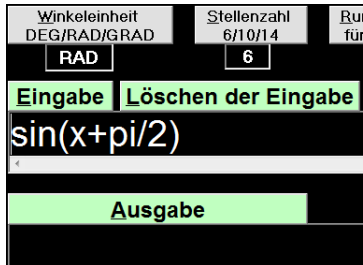 Winkeleinheit Stellenzahl
DEG/RAD/GRAD 6/10/14
RAD 6
Eingabe Löschen der Eingabe
sin(x+pi/2)
Ausgabe